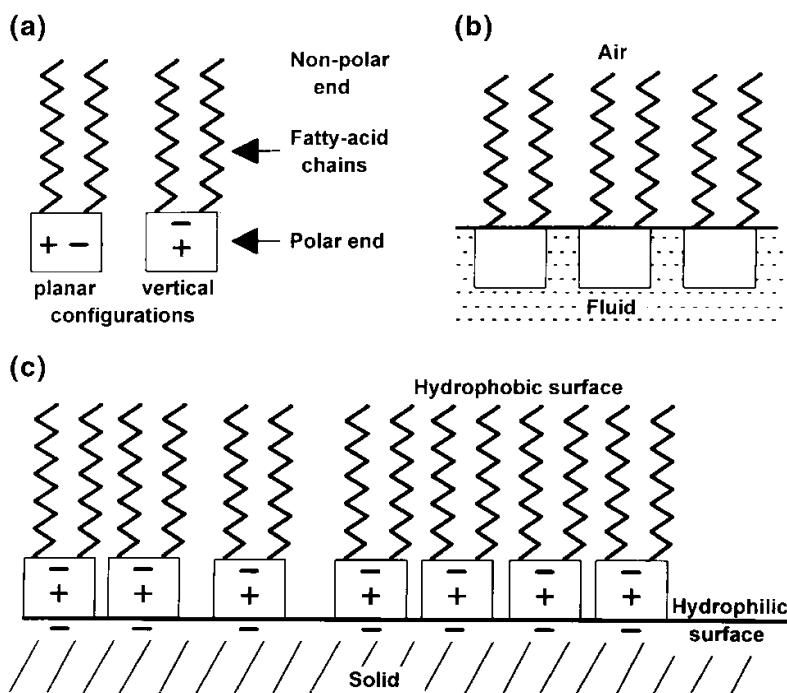 (a)
Non-polar
end
Fatty-acid
chains
− 
+ −
+
Polar end
planar vertical
configurations
(b)
Air
Fluid
(c)
Hydrophobic surface
− − − − − − −
+ + + + + + +
Hydrophilic
− − − − − − −
surface
Solid